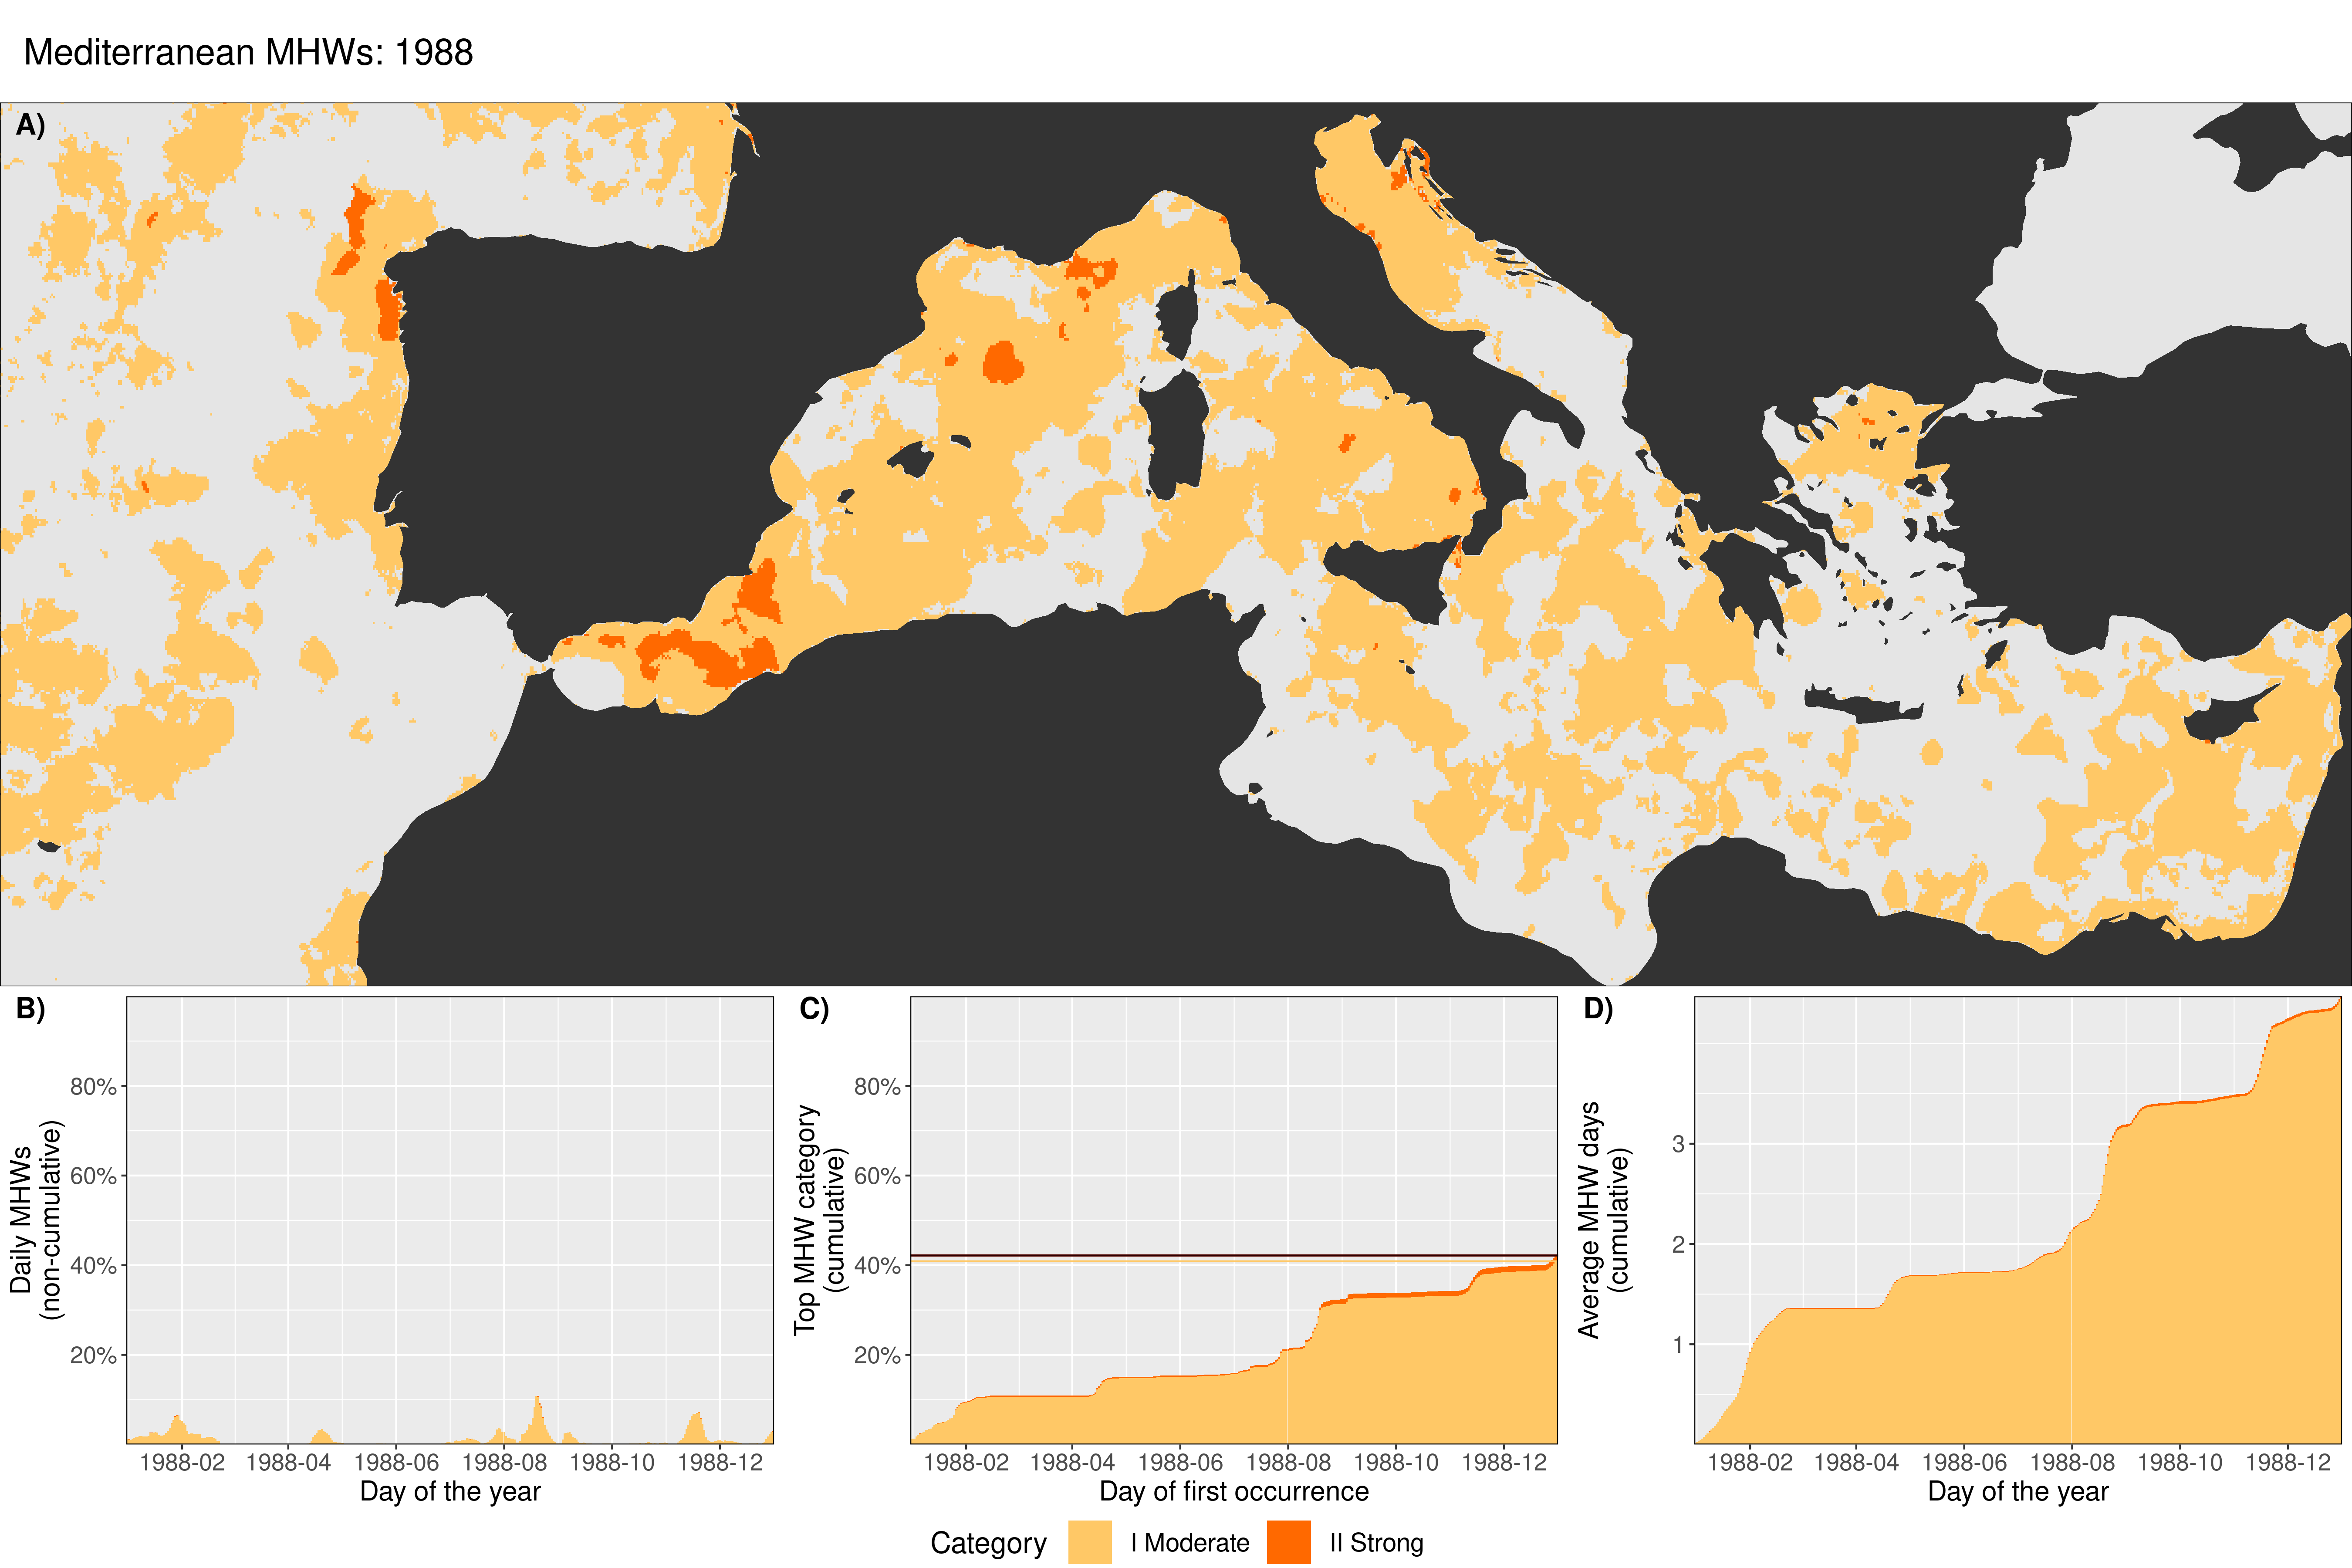 Mediterranean MHWs: 1988
A)
B)
Daily MHWs
(non-cumulative)
80%
60%
40%
20%
1988-02 1988-04 1988-06 1988-08 1988-10 1988-12
Day of the year
C)
Top MHW category
(cumulative)
80%
60%
40%
20%
1988-02 1988-04 1988-06 1988-08 1988-10 1988-12
Day of first occurrence
D)
Average MHW days
(cumulative)
3
2
1
1988-02 1988-04 1988-06 1988-08 1988-10 1988-12
Day of the year
Category I Moderate II Strong